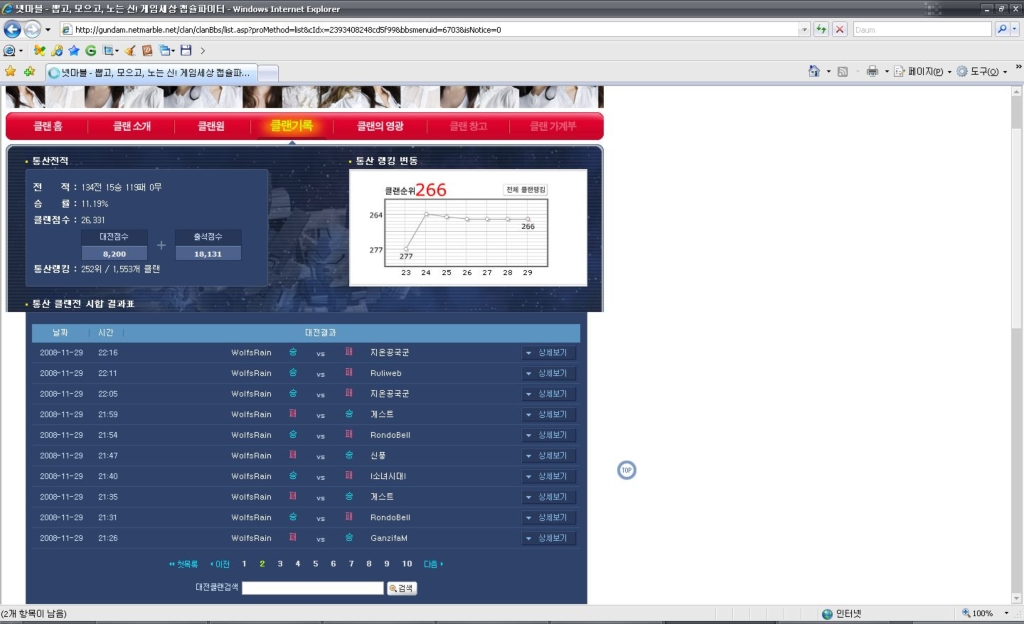 넷마블 - 뽑고, 모으고, 노는 신! 게임세상 캡슐파이터 - Windows Internet Explorer
http://gundam.netmarble.net/clan/clanBbs/list.asp?proMethod=list&cIdx=2393408248cd5f99&bbsmenuid=6703&isNotice=0
Daum
넷마블 - 뽑고, 모으고, 노는 신! 게임세상 캡슐파...
페이지(P) 도구(O)
클랜 홈 클랜 소개 클랜원 클랜기록 클랜의 영광 클랜 창고 클랜 가계부
통산전적
통산 랭킹 변동
전 적 : 134전 15승 119패 0무
승 률 : 11.19%
클랜점수 : 26,331
대전점수 출석점수
8,200 + 18,131
통산랭킹 : 252위 / 1,553개 클랜
클랜순위 266 전체 클랜랭킹
264
277
277
266
23 24 25 26 27 28 29
통산 클랜전 시합 결과표
날짜 시간 대전결과
2008-11-29 22:16 WolfsRain 승 vs 패 지온공국군 상세보기
2008-11-29 22:11 WolfsRain 승 vs 패 Ruliweb 상세보기
2008-11-29 22:05 WolfsRain 승 vs 패 지온공국군 상세보기
2008-11-29 21:59 WolfsRain 패 vs 승 게스트 상세보기
2008-11-29 21:54 WolfsRain 승 vs 패 RondoBell 상세보기
2008-11-29 21:47 WolfsRain 패 vs 승 신풍 상세보기
2008-11-29 21:40 WolfsRain 승 vs 패 I소녀시대I 상세보기
2008-11-29 21:35 WolfsRain 패 vs 승 게스트 상세보기
2008-11-29 21:31 WolfsRain 승 vs 패 RondoBell 상세보기
2008-11-29 21:26 WolfsRain 패 vs 승 GanzifaM 상세보기
첫목록 이전 1 2 3 4 5 6 7 8 9 10 다음
대전클랜검색 검색
TOP
(2개 항목이 남음) 인터넷 100%